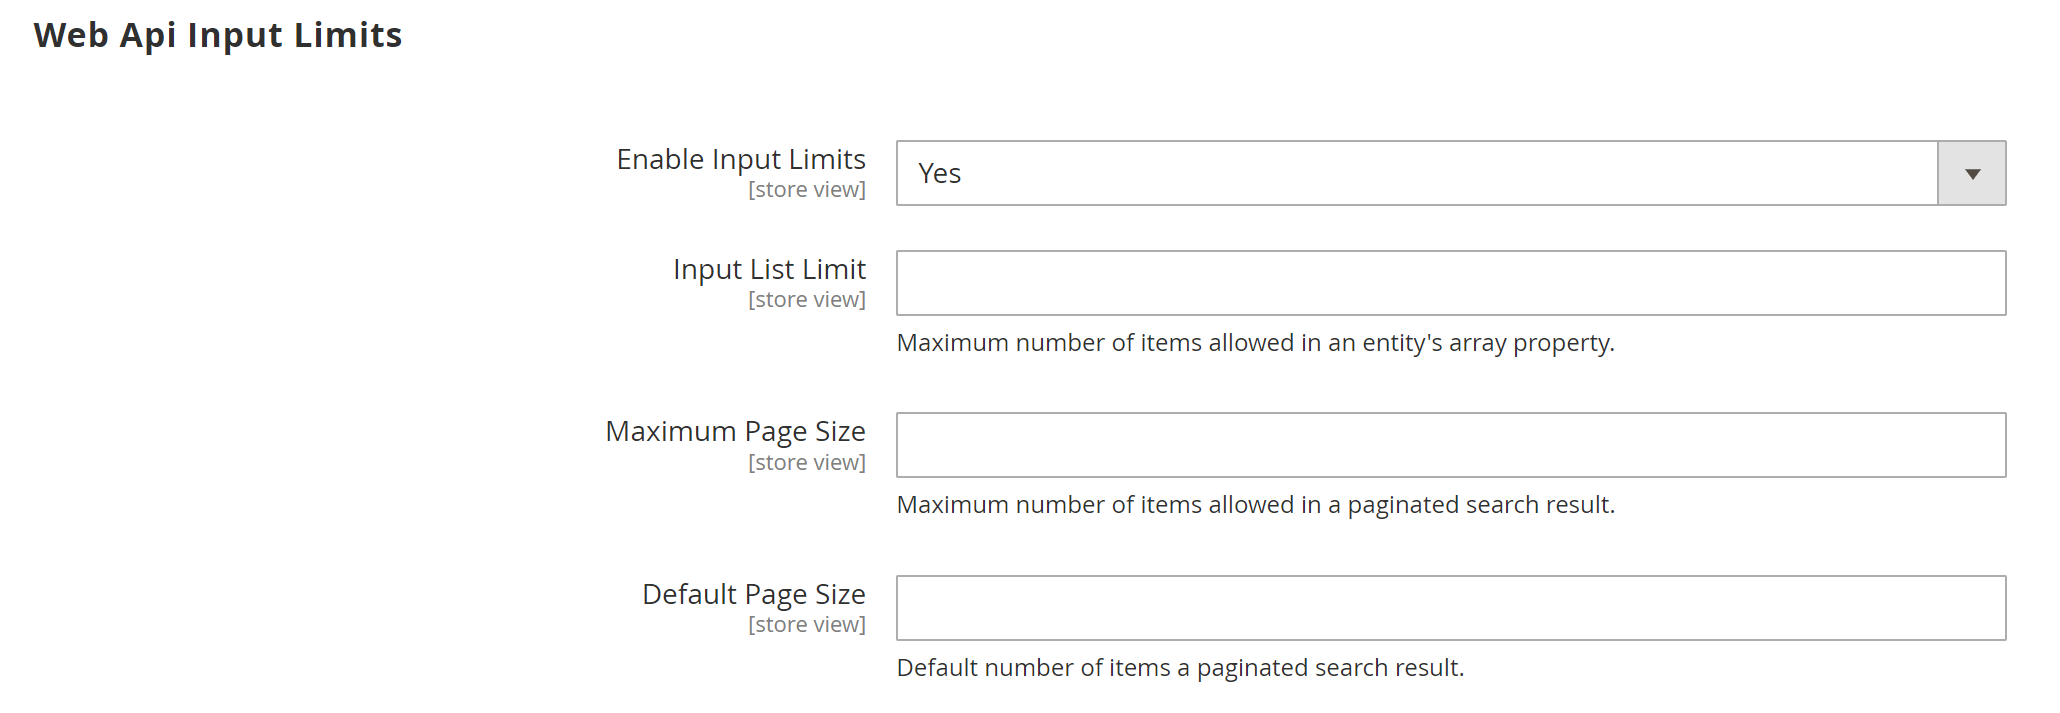 Web Api Input Limits
Enable Input Limits
[store view]
Yes
Input List Limit
[store view]
Maximum number of items allowed in an entity's array property.
Maximum Page Size
[store view]
Maximum number of items allowed in a paginated search result.
Default Page Size
[store view]
Default number of items a paginated search result.